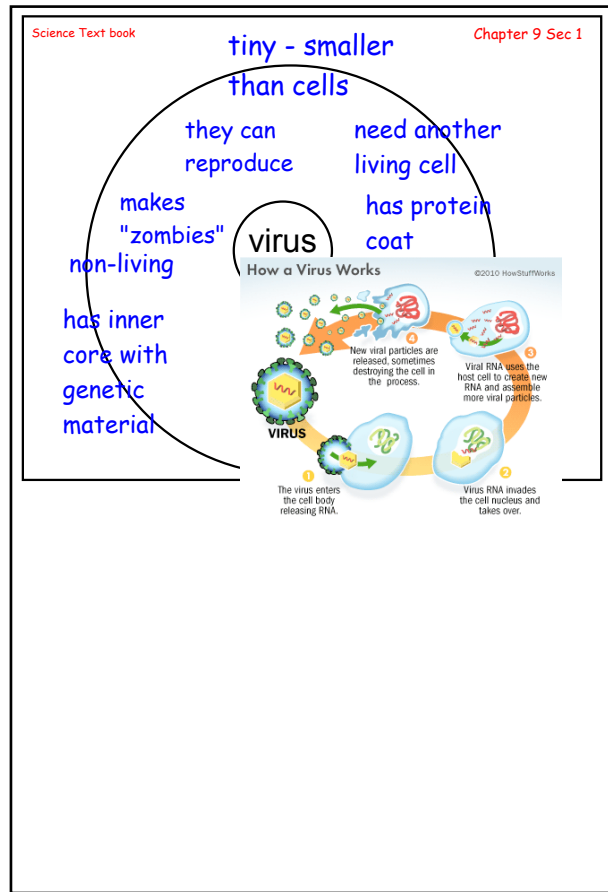 Science Text book
Chapter 9 Sec 1
tiny - smaller
than cells
they can
reproduce
need another
living cell
makes
"zombies"
has protein
coat
virus
non-living
has inner
core with
genetic
material
How a Virus Works
©2010 HowStuffWorks
4
New viral particles are
released, sometimes
destroying the cell in
the process.
3
Viral RNA uses the
host cell to create new
RNA and assemble
more viral particles.
VIRUS
1
The virus enters
the cell body
releasing RNA.
2
Virus RNA invades
the cell nucleus and
takes over.